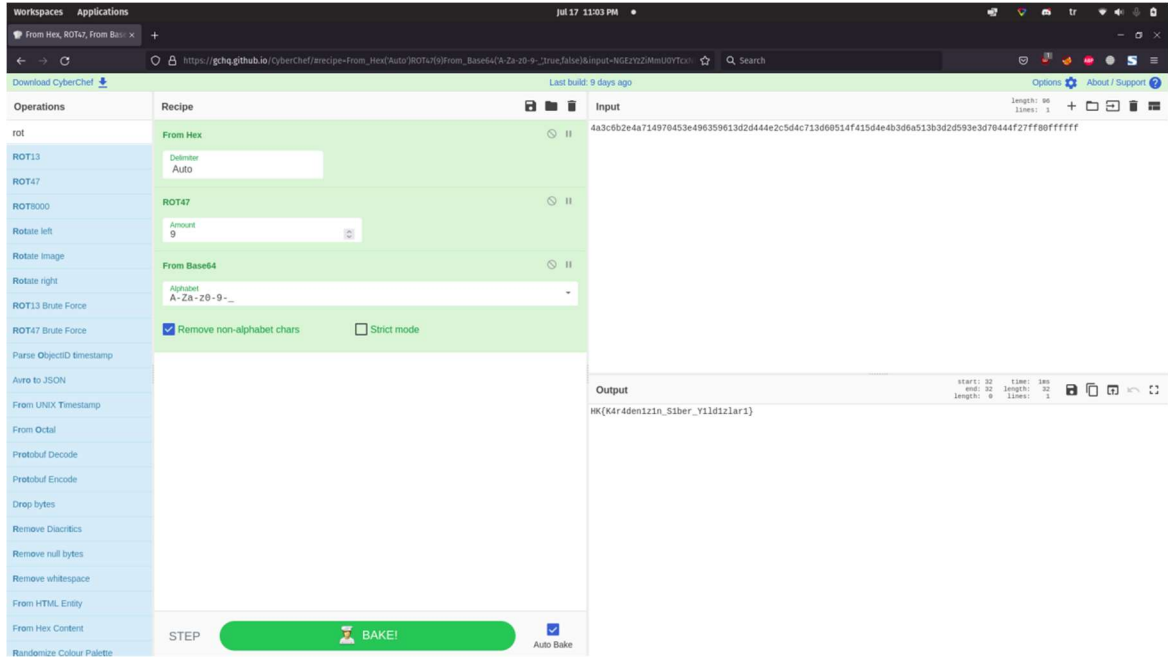 Workspaces Applications Jul 17 11:03 PM tr
From Hex, ROT47, From Bas
https://gchq.github.io/CyberChef/#recipe=From_Hex('Auto')ROT47(9)From_Base64('A-Za-z0-9-_',true,false)&input=NGEzYzZiMmU0YTcx Search
Download CyberChef Last build: 9 days ago Options About / Support
Operations
rot
ROT13
ROT47
ROT8000
Rotate left
Rotate Image
Rotate right
ROT13 Brute Force
ROT47 Brute Force
Parse ObjectID timestamp
Avro to JSON
From UNIX Timestamp
From Octal
Protobuf Decode
Protobuf Encode
Drop bytes
Remove Diacritics
Remove null bytes
Remove whitespace
From HTML Entity
From Hex Content
Randomize Colour Palette
Recipe
From Hex
Delimiter
Auto
ROT47
Amount
9
From Base64
Alphabet
A-Za-z0-9-_
Remove non-alphabet chars Strict mode
STEP BAKE!
Auto Bake
Input
length: 96
lines: 1
4a3c6b2e4a714970453e496359613d2d444e2c5d4c713d60514f415d4e4b3d6a513b3d2d593e3d70444f27ff80ffffff
Output
start: 32 time: 1ms
end: 32 length: 32
length: 0 lines: 1
HK{K4r4den1z1n_S1ber_Y1ld1zlar1}